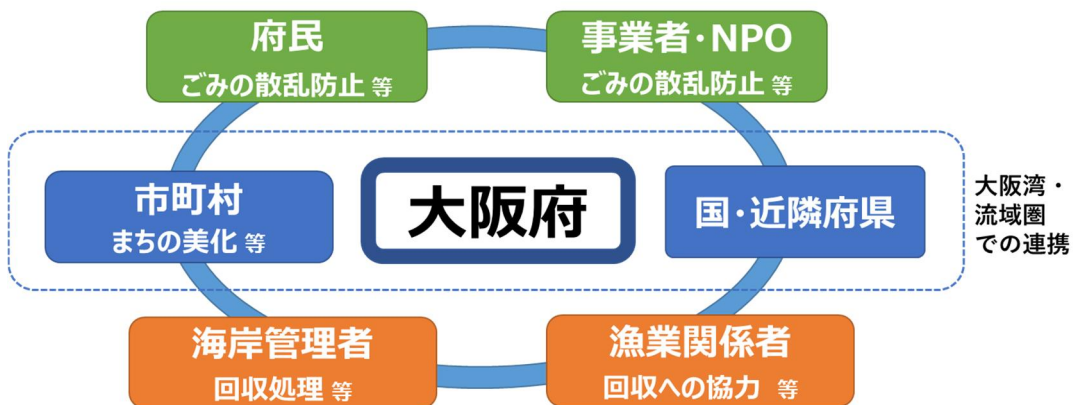 府民
ごみの散乱防止 等
事業者・NPO
ごみの散乱防止 等
市町村
まちの美化 等
大阪府
国・近隣府県
大阪湾・
流域圏
での連携
海岸管理者
回収処理 等
漁業関係者
回収への協力 等